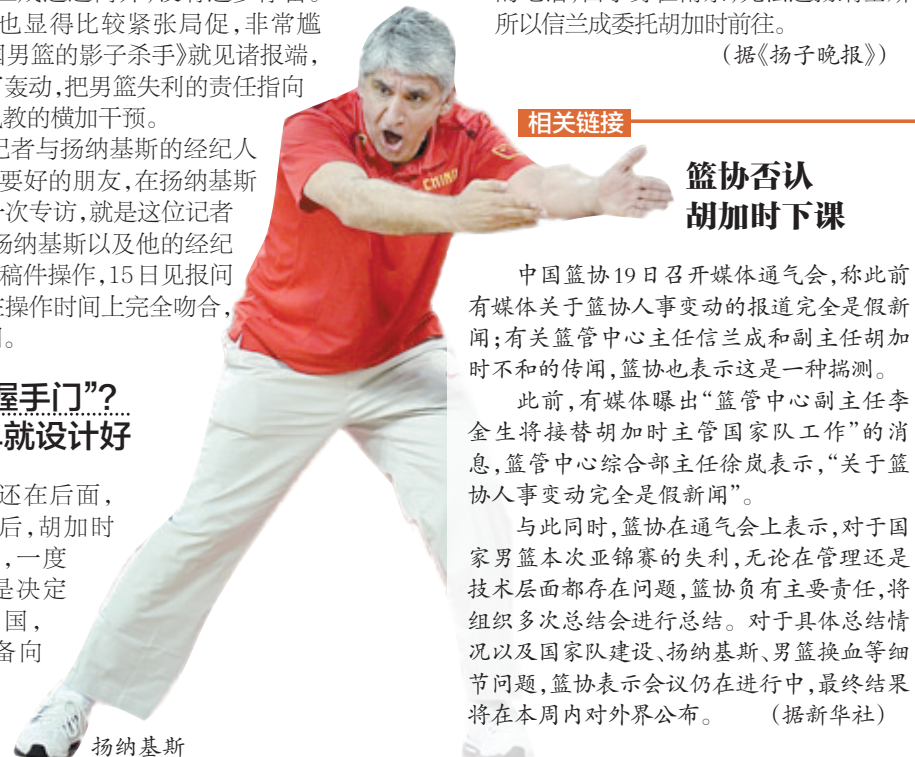 也显得比较紧张局促,非常尴
国男篮的影子杀手》就见诸报端,
了轰动,把男篮失利的责任指向
教的横加干预。
记者与扬纳基斯的经纪人
要好的朋友,在扬纳基斯
一次专访,就是这位记者
扬纳基斯以及他的经纪
稿件操作,15日见报问
在操作时间上完全吻合,
握手门”?
就设计好
还在后面,
后,胡加时
,一度
是决定
国,
备向
扬纳基斯
CHINA
所以信兰成委托胡加时前往。
(据《扬子晚报》)
相关链接
篮协否认
胡加时下课
中国篮协19日召开媒体通气会,称此前
有媒体关于篮协人事变动的报道完全是假新
闻;有关篮管中心主任信兰成和副主任胡加
时不和的传闻,篮协也表示这是一种揣测。
此前,有媒体曝出“篮管中心副主任李
金生将接替胡加时主管国家队工作”的消
息,篮管中心综合部主任徐岚表示,“关于篮
协人事变动完全是假新闻”。
与此同时,篮协在通气会上表示,对于国
家男篮本次亚锦赛的失利,无论在管理还是
技术层面都存在问题,篮协负有主要责任,将
组织多次总结会进行总结。对于具体总结情
况以及国家队建设、扬纳基斯、男篮换血等细
节问题,篮协表示会议仍在进行中,最终结果
将在本周内对外界公布。 (据新华社)